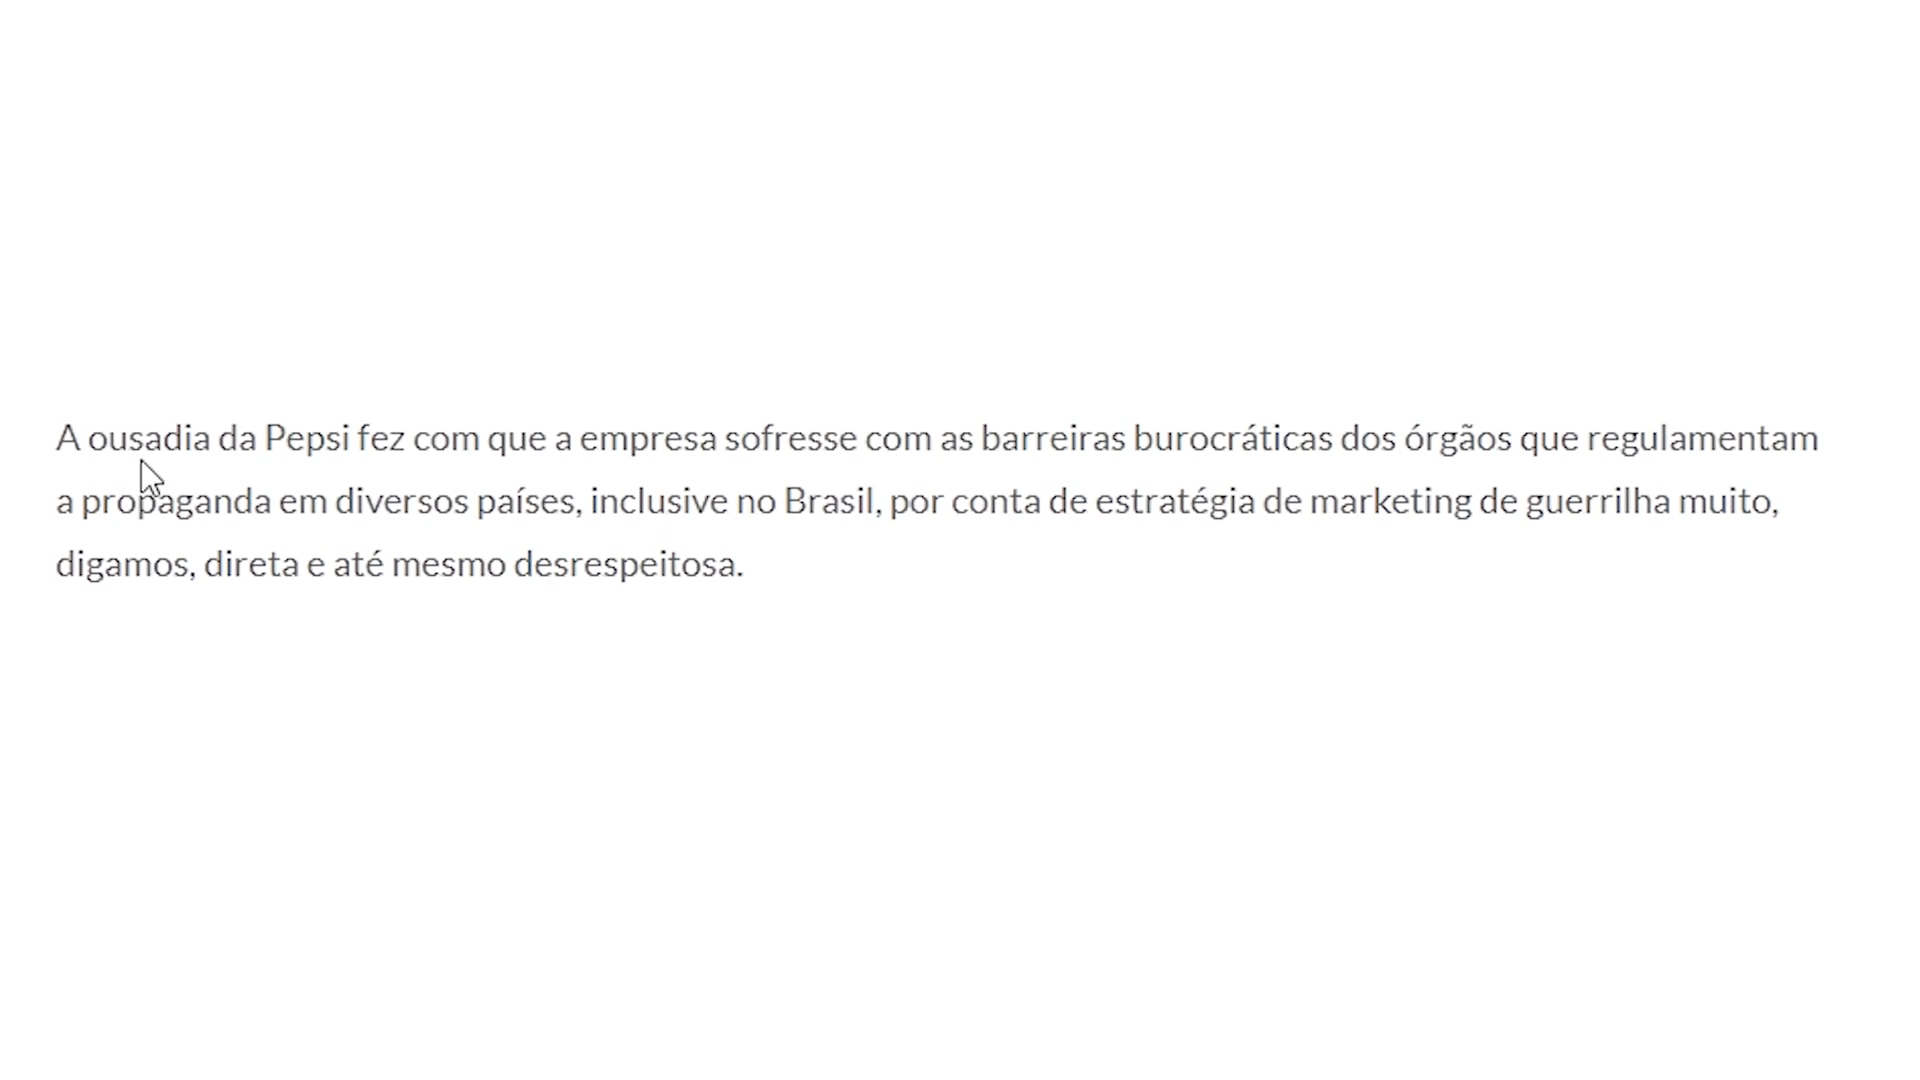 A ousadia da Pepsi fez com que a empresa sofresse com as barreiras burocráticas dos órgãos que regulamentam
a propaganda em diversos países, inclusive no Brasil, por conta de estratégia de marketing de guerrilha muito,
digamos, direta e até mesmo desrespeitosa.